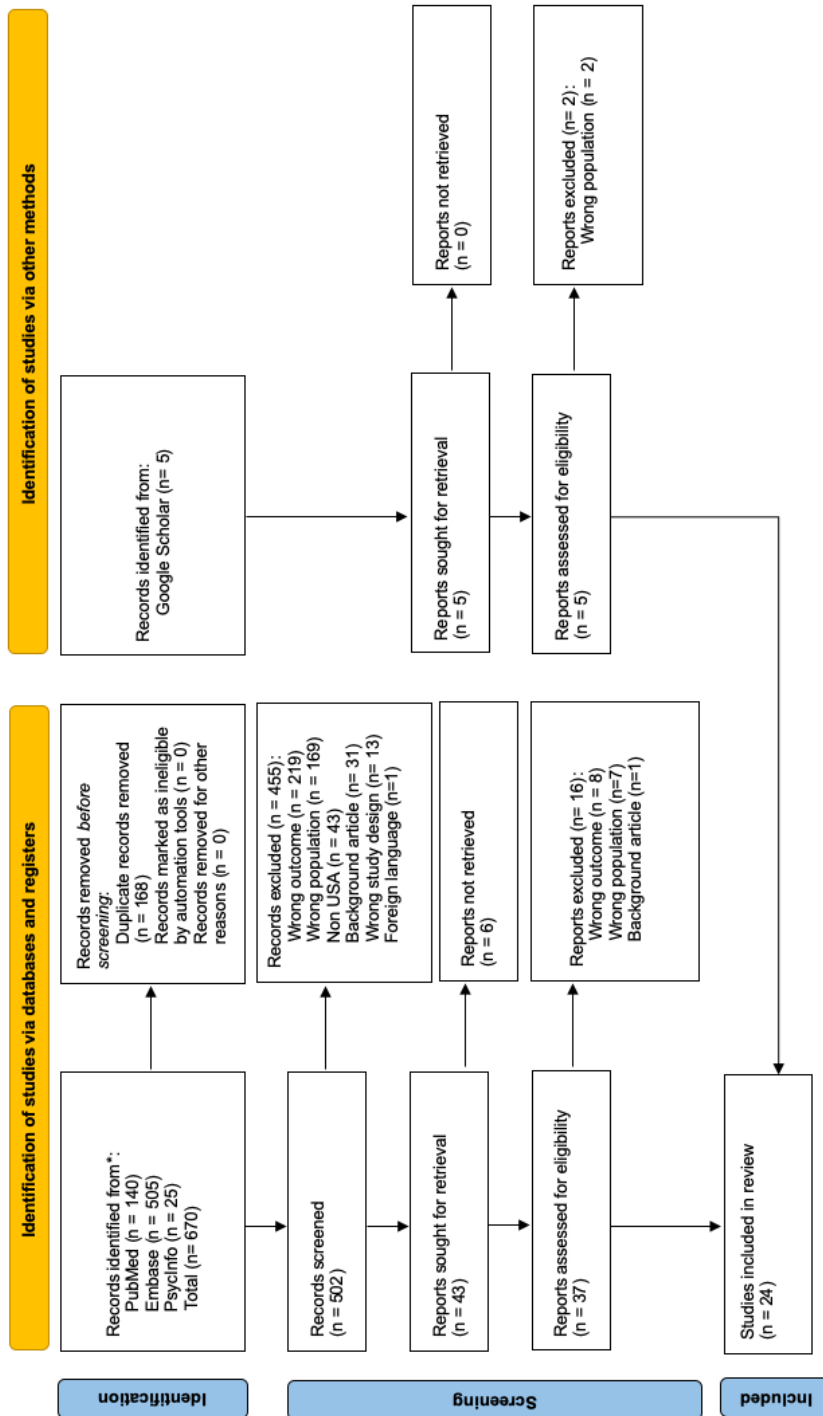 Identification of studies via databases and registers
Identification of studies via other methods
Identification
Records identified from*:
PubMed (n = 140)
Embase (n = 505)
PsycInfo (n = 25)
Total (n= 670)
Records removed before
screening:
Duplicate records removed
(n = 168)
Records marked as ineligible
by automation tools (n = 0)
Records removed for other
reasons (n = 0)
Records identified from:
Google Scholar (n= 5)
Screening
Records screened
(n = 502)
Records excluded (n = 455):
Wrong outcome (n = 219)
Wrong population (n = 169)
Non USA (n = 43)
Background article (n= 31)
Wrong study design (n= 13)
Foreign language (n=1)
Reports sought for retrieval
(n = 43)
Reports not retrieved
(n = 6)
Reports sought for retrieval
(n = 5)
Reports not retrieved
(n = 0)
Reports assessed for eligibility
(n = 37)
Reports excluded (n= 16):
Wrong outcome (n = 8)
Wrong population (n=7)
Background article (n=1)
Reports assessed for eligibility
(n = 5)
Reports excluded (n= 2):
Wrong population (n = 2)
Included
Studies included in review
(n = 24)